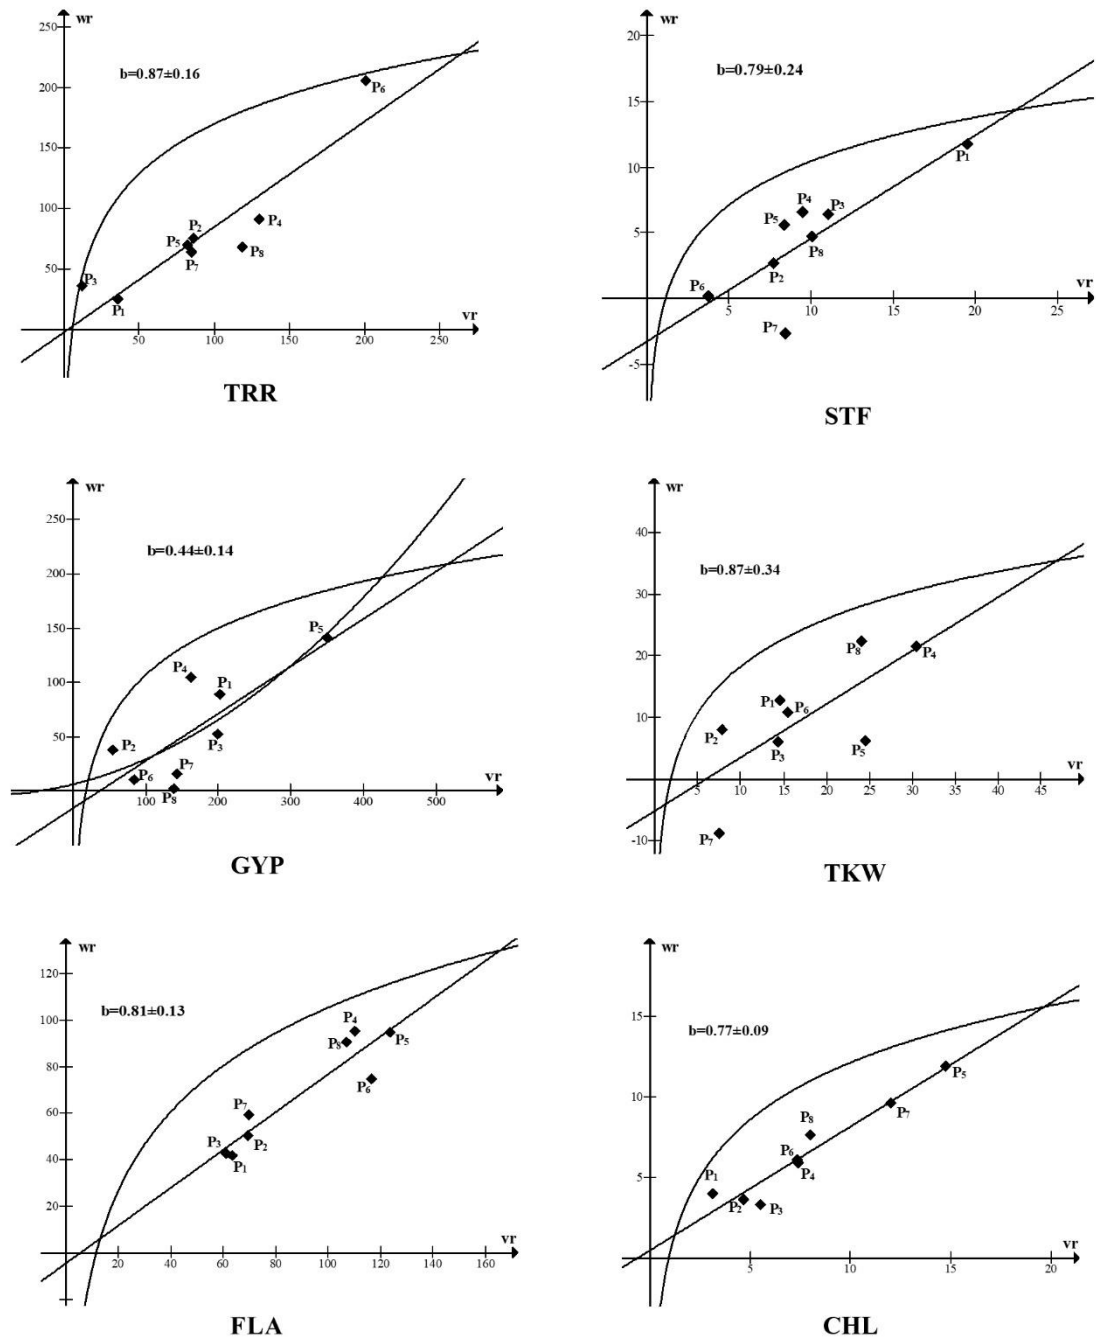 wr
250
b=0.87±0.16
200
P6
150
100
P2
P4
P5
P8
50
P7
P3
P1
vr
50 100 150 200 250
TRR
wr
20
b=0.79±0.24
15
P1
10
P4 P3
P5
5
P8
P2
P6
vr
5 10 15 20 25
P7
-5
STF
wr
250
b=0.44±0.14
200
150
P5
P4
100
P1
50
P2
P3
P7
P6
vr
P8
100 200 300 400 500
GYP
wr
40
b=0.87±0.34
30
P8
20
P4
P1
P6
10
P2
P3
P5
vr
5 10 15 20 25 30 35 40 45
P7
-10
TKW
wr
120
b=0.81±0.13
100
P4
P8
P5
80
P6
60
P7
P3
P2
40
P1
20
vr
20 40 60 80 100 120 140 160
FLA
wr
15
b=0.77±0.09
P5
10
P7
P8
P6
5
P1
P4
P2
P3
vr
5 10 15 20
CHL